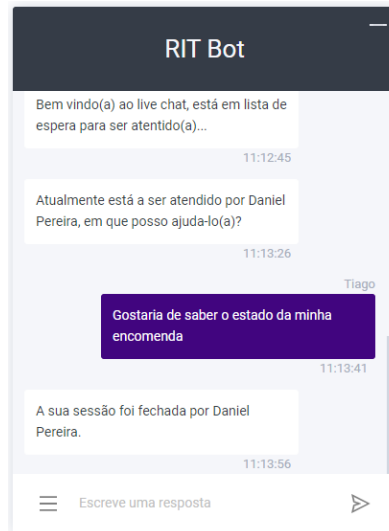 RIT Bot
Bem vindo(a) ao live chat, está em lista de
espera para ser atentido(a)...
11:12:45
Atualmente está a ser atendido por Daniel
Pereira, em que posso ajuda-lo(a)?
11:13:26
Tiago
Gostaria de saber o estado da minha
encomenda
11:13:41
A sua sessão foi fechada por Daniel
Pereira.
11:13:56
Escreve uma resposta